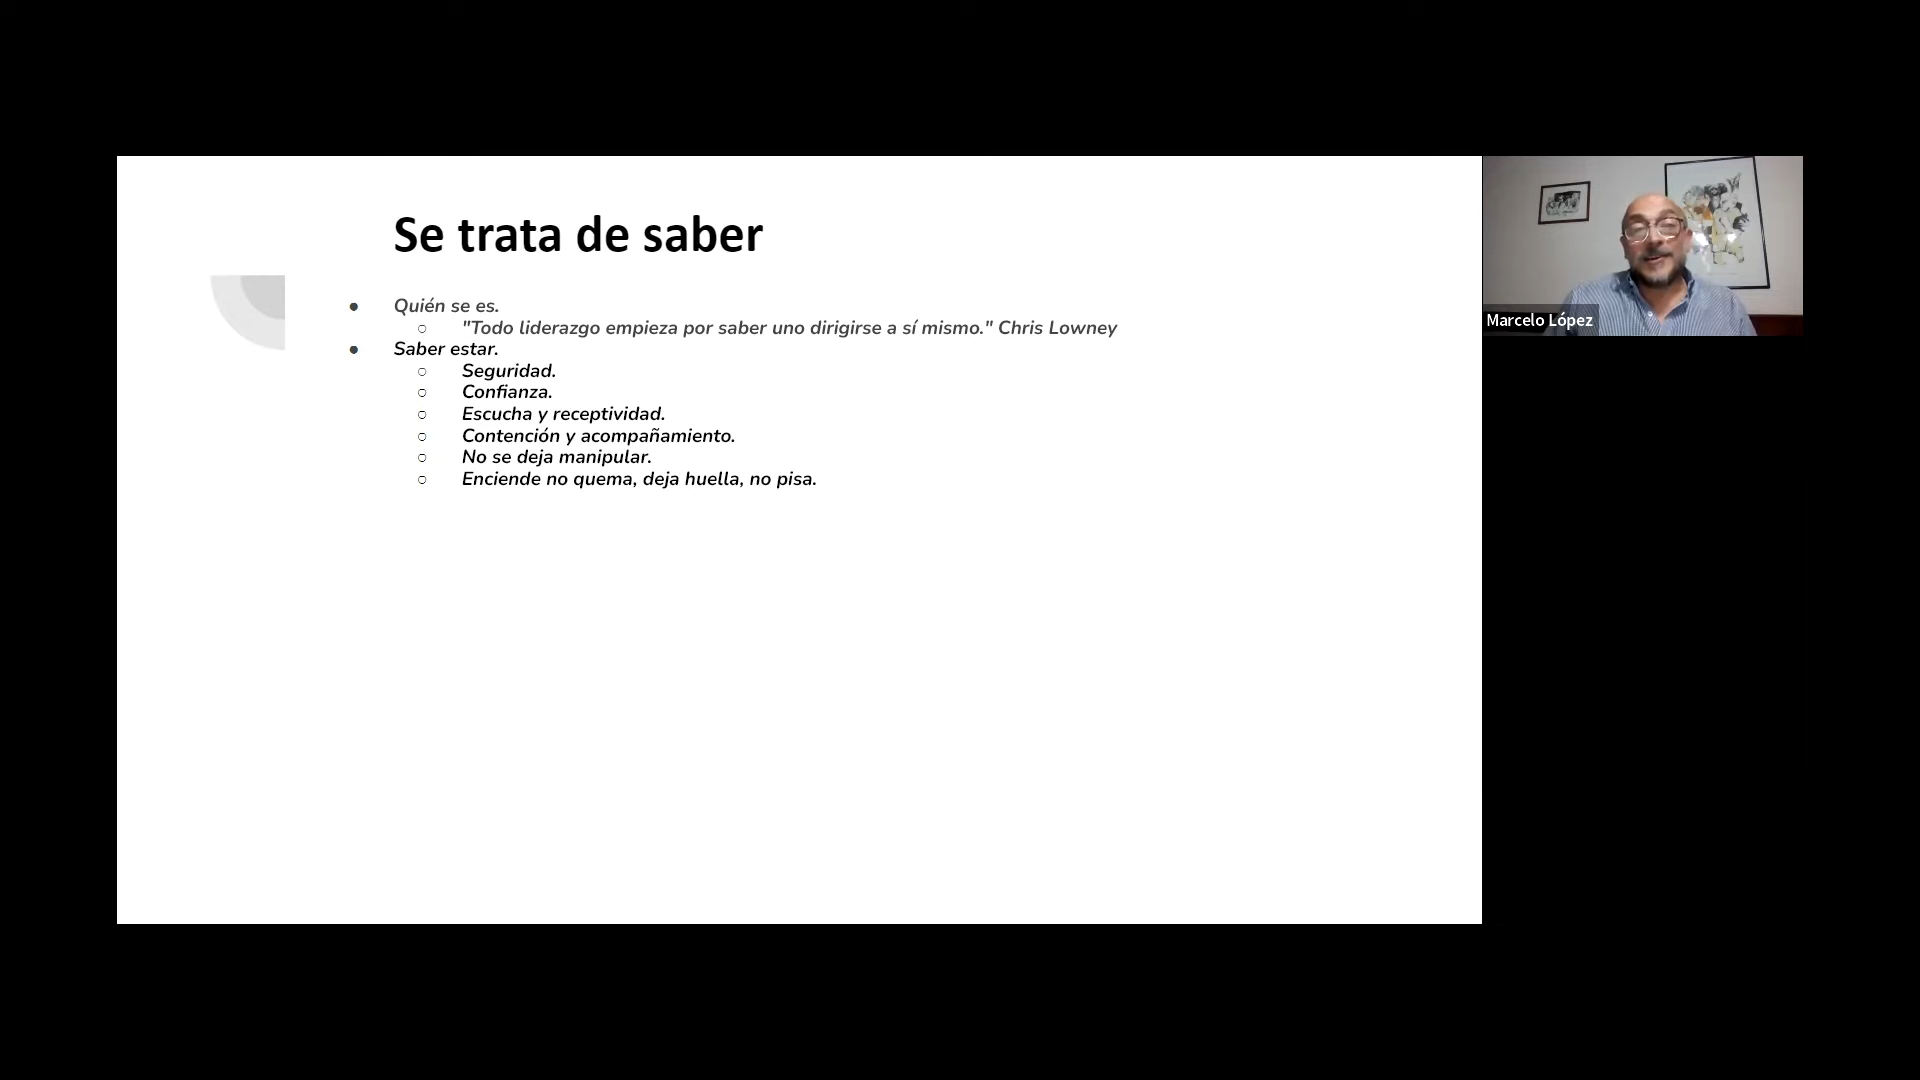 Se trata de saber
● Quién se es.
○ "Todo liderazgo empieza por saber uno dirigirse a sí mismo." Chris Lowney
● Saber estar.
○ Seguridad.
○ Confianza.
○ Escucha y receptividad.
○ Contención y acompañamiento.
○ No se deja manipular.
○ Enciende no quema, deja huella, no pisa.
Marcelo López